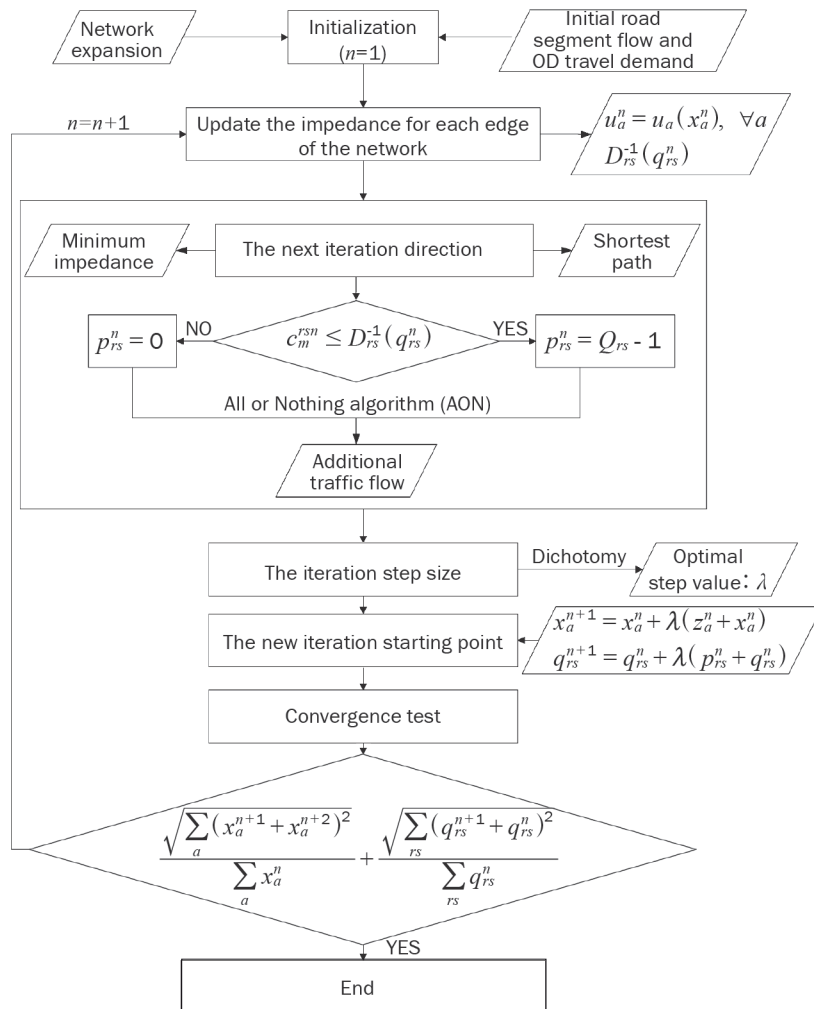 Network
expansion
Initialization
(n=1)
Initial road
segment flow and
OD travel demand
n=n+1
Update the impedance for each edge
of the network
u_a^n = u_a(x_a^n), ∀a
D_rs^-1(q_rs^n)
Minimum
impedance
The next iteration direction
Shortest
path
p_rs^n = 0
NO
c_m^rsn ≤ D_rs^-1(q_rs^n)
YES
p_rs^n = Q_rs - 1
All or Nothing algorithm (AON)
Additional
traffic flow
The iteration step size
Dichotomy
Optimal
step value: λ
The new iteration starting point
x_a^n+1 = x_a^n + λ(z_a^n + x_a^n)
q_rs^n+1 = q_rs^n + λ(p_rs^n + q_rs^n)
Convergence test
√∑_a(x_a^n+1 + x_a^n+2)^2 / ∑_a x_a^n + √∑_rs(q_rs^n+1 + q_rs^n)^2 / ∑_rs q_rs^n
YES
End